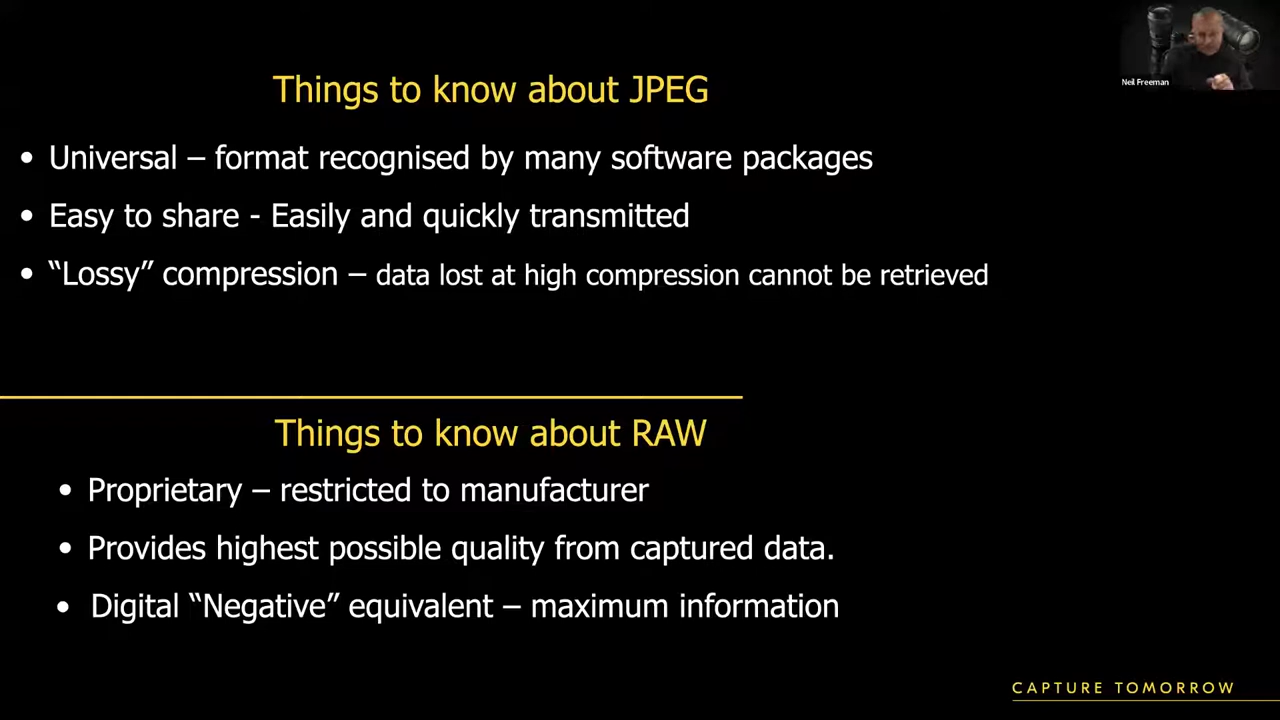 Neil Freeman
Things to know about JPEG
• Universal – format recognised by many software packages
• Easy to share - Easily and quickly transmitted
• “Lossy” compression – data lost at high compression cannot be retrieved
Things to know about RAW
• Proprietary – restricted to manufacturer
• Provides highest possible quality from captured data.
• Digital “Negative” equivalent – maximum information
CAPTURE TOMORROW